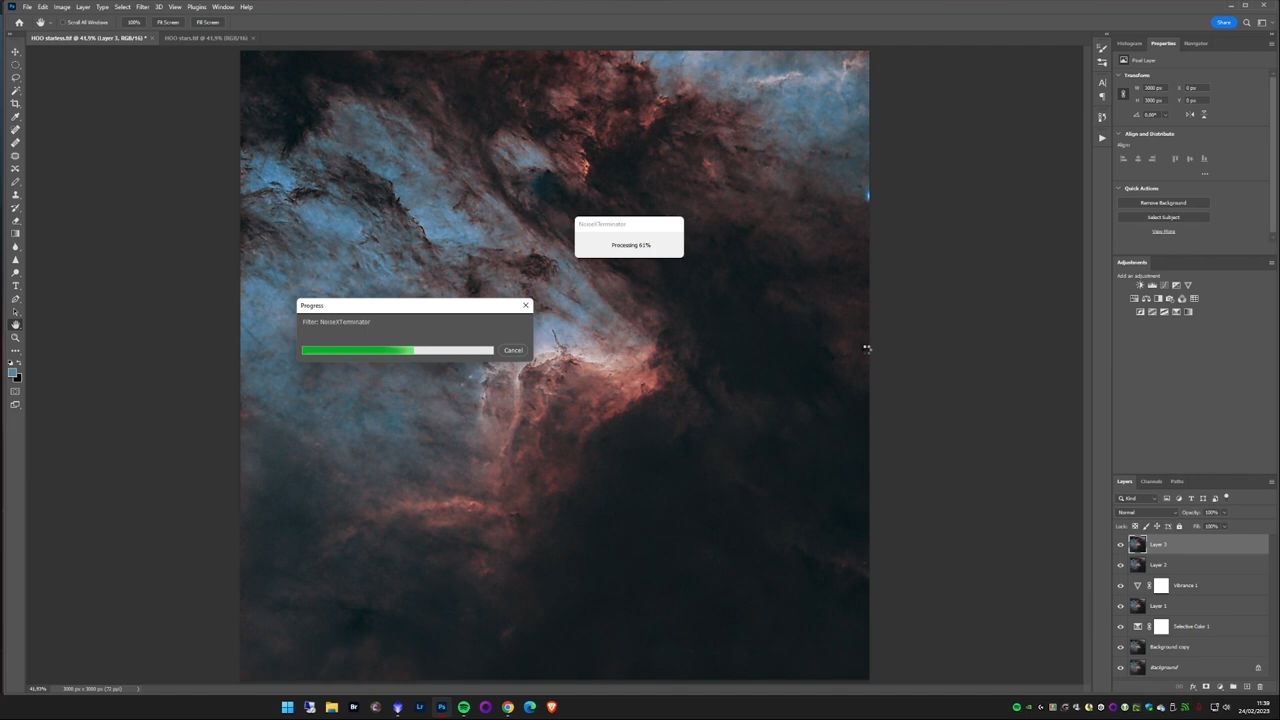 File Edit Image Layer Type Select Filter 3D View Plugins Window Help
Scroll All Windows 100% Fit Screen Fill Screen
Share
HOO starless.tif @ 41,9% (Layer 3, RGB/16) *
HOO stars.tif @ 41,9% (RGB/16)
Histogram Properties Navigator
Pixel Layer
Transform
W 3000 px X 0 px
H 3000 px Y 0 px
0,00°
Align and Distribute
Align:
Quick Actions
Remove Background
Select Subject
View More
NoiseXTerminator
Processing 61%
Adjustments
Add an adjustment
Progress
Filter: NoiseXTerminator
Cancel
Layers Channels Paths
Kind
Normal Opacity: 100%
Lock: Fill: 100%
Layer 3
Layer 2
Vibrance 1
Layer 1
Selective Color 1
Background copy
Background
41,93% 3000 px x 3000 px (72 ppi)
Ps
Br
Lr
Ps
11:39
24/02/2023